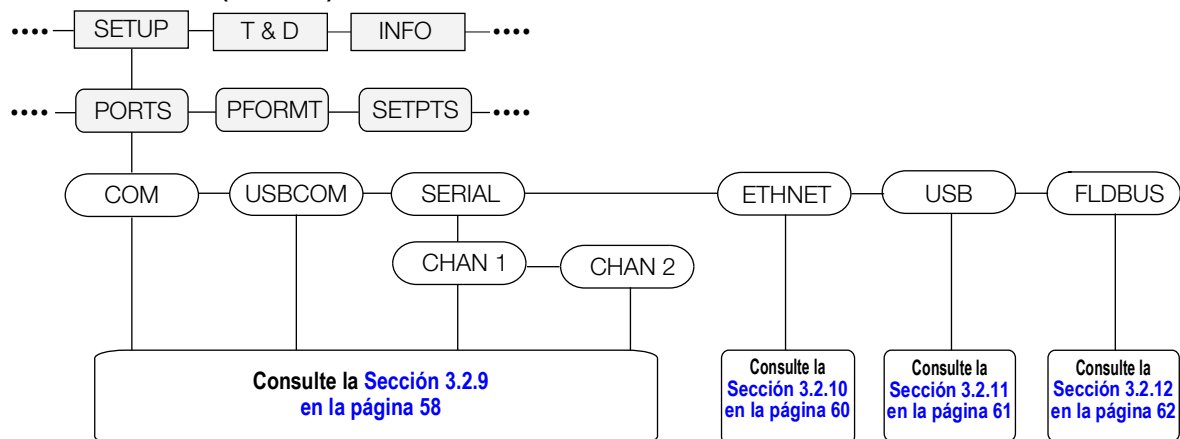 SETUP T & D INFO
PORTS PFORMT SETPTS
COM USBCOM SERIAL ETHNET USB FLDBUS
CHAN 1 CHAN 2
Consulte la Sección 3.2.9
en la página 58
Consulte la
Sección 3.2.10
en la página 60
Consulte la
Sección 3.2.11
en la página 61
Consulte la
Sección 3.2.12
en la página 62